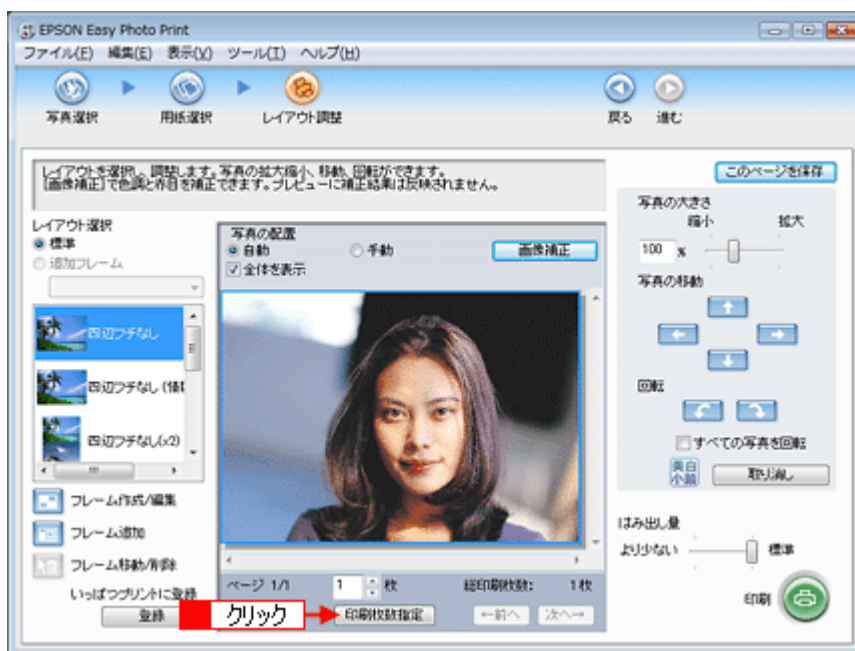 EPSON Easy Photo Print
ファイル(F) 編集(E) 表示(V) ツール(T) ヘルプ(H)
写真選択 用紙選択 レイアウト調整 戻る 進む
レイアウトを選択し、調整します。写真の拡大縮小、移動、回転ができます。
[画像補正]で色調と赤目を補正できます。プレビューに補正結果は反映されません。
このページを保存
レイアウト選択
標準
追加フレーム
四辺フチなし
四辺フチなし (情報
四辺フチなし(x2)
フレーム作成/編集
フレーム追加
フレーム移動/削除
いっぱつプリントに登録
登録
写真の配置
自動 手動 画像補正
全体を表示
ページ 1/1 1 枚 総印刷枚数: 1 枚
クリック
印刷枚数指定 ←前へ 次へ→
写真の大きさ
縮小 拡大
100 %
写真の移動
回転
すべての写真を回転
美白
小顔
取り消し
はみ出し量
より少ない 標準
印刷